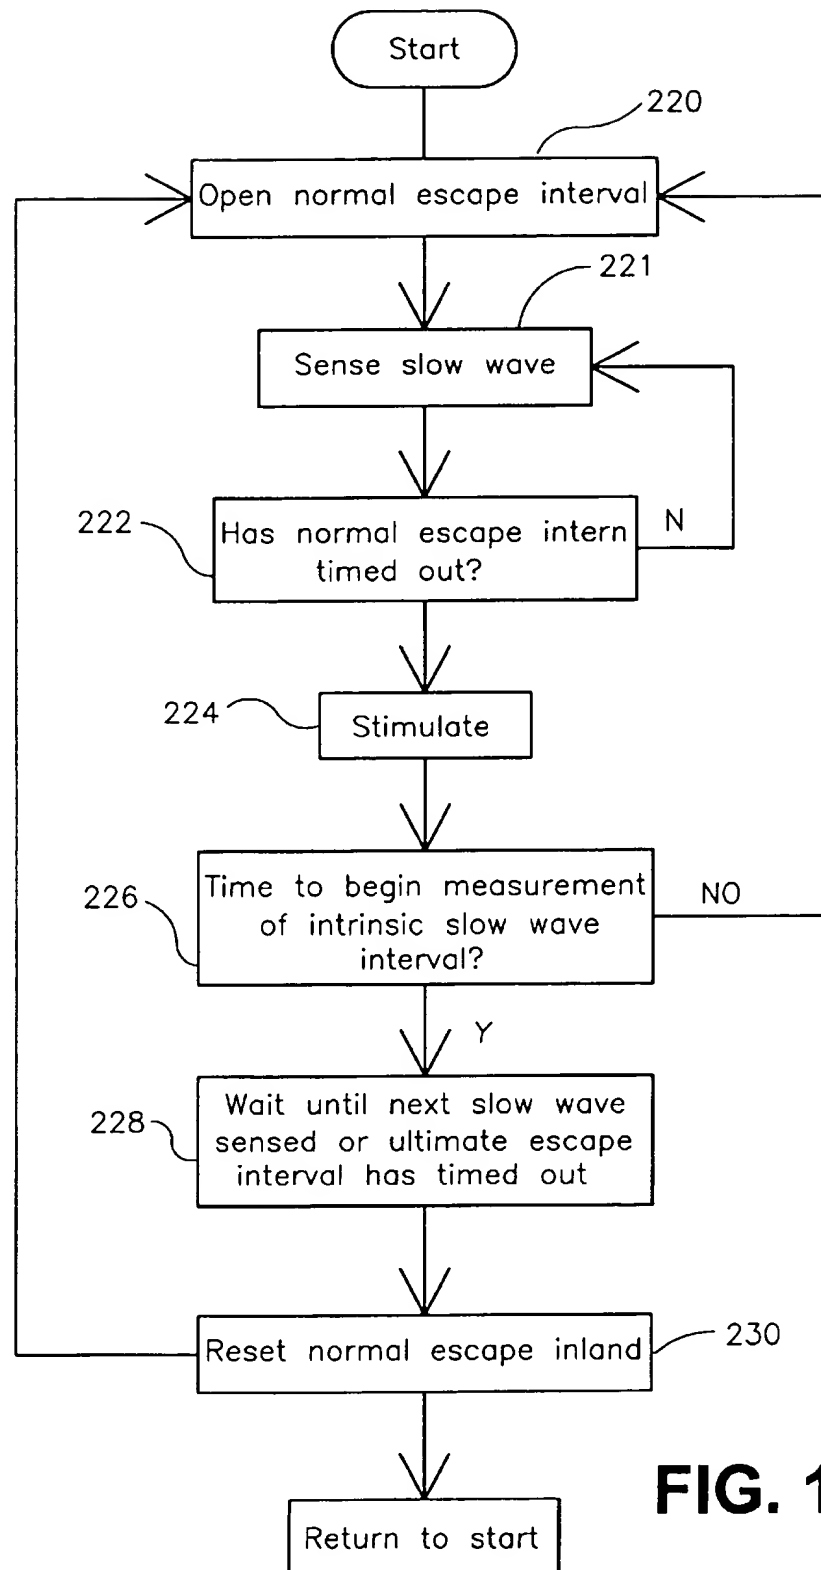 Start
220
Open normal escape interval
221
Sense slow wave
222
Has normal escape intern
timed out?
N
224
Stimulate
226
Time to begin measurement
of intrinsic slow wave
interval?
NO
Y
228
Wait until next slow wave
sensed or ultimate escape
interval has timed out
Reset normal escape inland
230
FIG. 1
Return to start